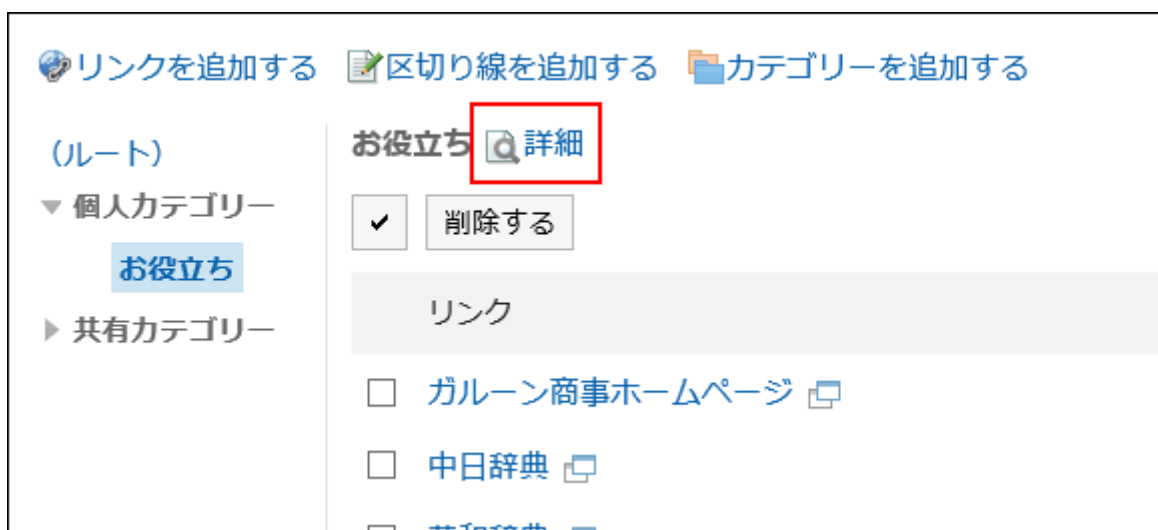 リンクを追加する 区切り線を追加する カテゴリーを追加する
(ルート)
個人カテゴリー
お役立ち
共有カテゴリー
お役立ち 詳細
削除する
リンク
ガルーン商事ホームページ
中日辞典